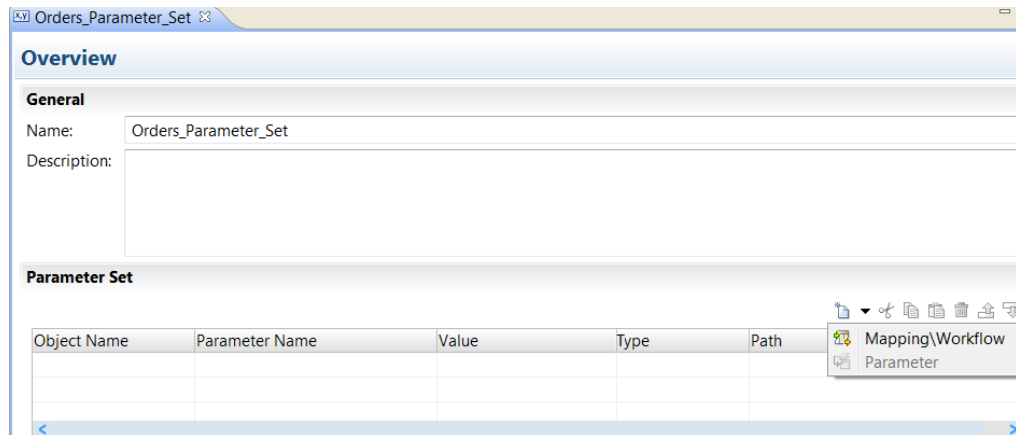 x,y Orders_Parameter_Set
Overview
General
Name: Orders_Parameter_Set
Description:
Parameter Set
Object Name Parameter Name Value Type Path
Mapping\Workflow
Parameter